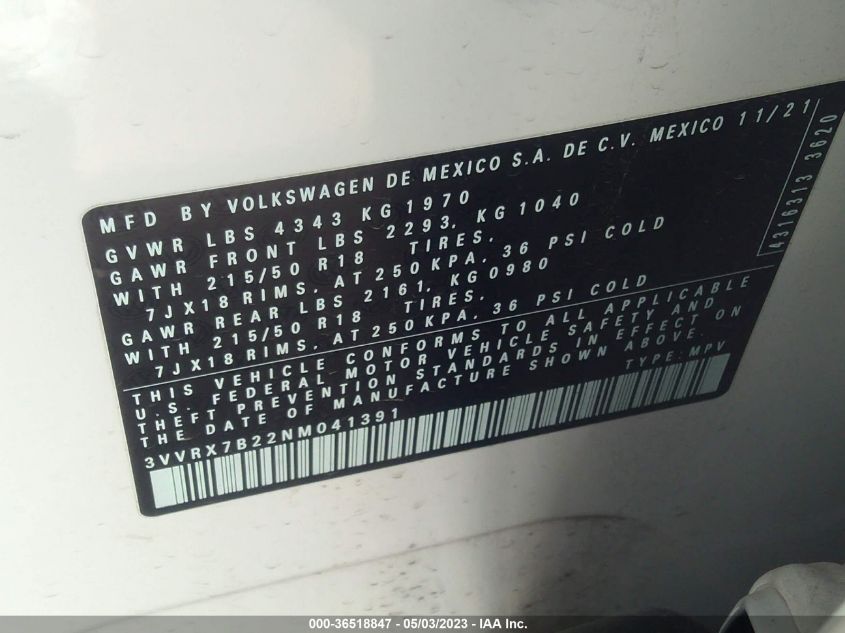 MFD BY VOLKSWAGEN DE MEXICO S.A. DE C.V. MEXICO 11/21
GVWR LBS 4343 KG 1970
GAWR FRONT LBS 2293, KG 1040
WITH 215/50 R18 TIRES,
7JX18 RIMS, AT 250 KPA, 36 PSI COLD
GAWR REAR LBS 2161, KG0980
WITH 215/50 R18 TIRES,
7JX18 RIMS, AT 250 KPA, 36 PSI COLD
4316313 3620
THIS VEHICLE CONFORMS TO ALL APPLICABLE
U.S. FEDERAL MOTOR VEHICLE SAFETY AND
THEFT PREVENTION STANDARDS IN EFFECT ON
THE DATE OF MANUFACTURE SHOWN ABOVE.
3VVRX7B22NM041391 TYPE: MPV
000-36518847 - 05/03/2023 - IAA Inc.